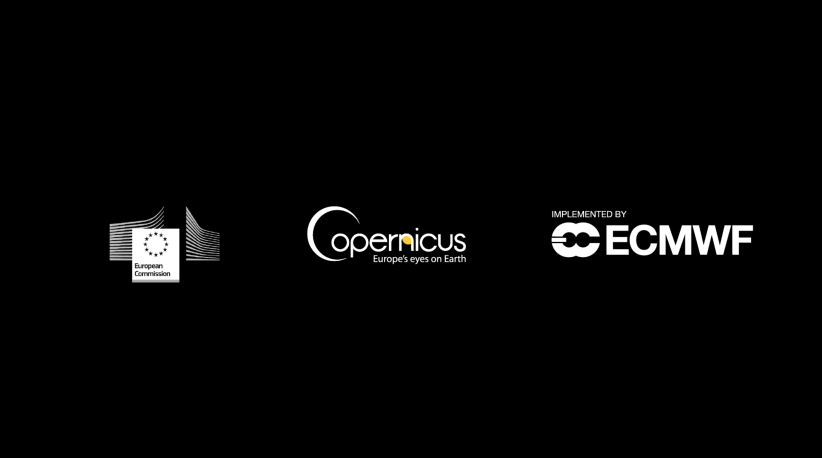 European
Commission
Copernicus
Europe's eyes on Earth
IMPLEMENTED BY
ECMWF